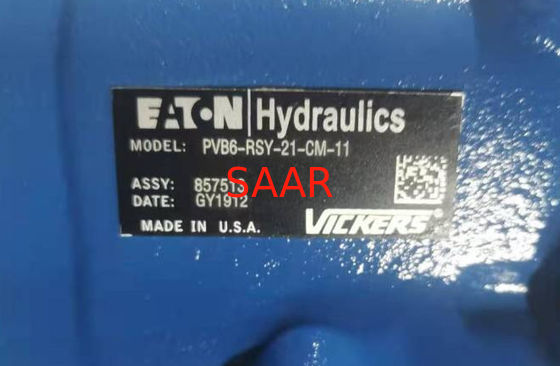 EATON Hydraulics
MODEL: PVB6-RSY-21-CM-11
ASSY: 857513
DATE: GY1912
SAAR
MADE IN U.S.A.
VICKERS